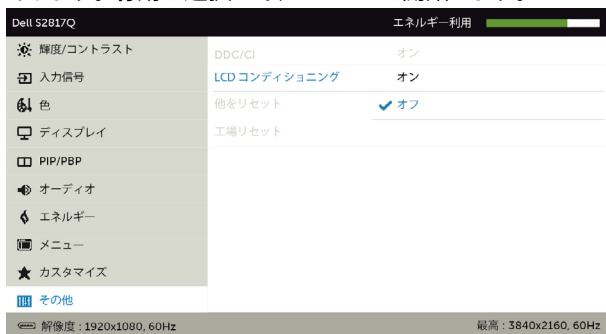 Dell S2817Q
エネルギー利用
輝度/コントラスト
DDC/CI
オン
入力信号
LCD コンディショニング
オン
色
他をリセット
オフ
ディスプレイ
工場リセット
PIP/PBP
オーディオ
エネルギー
メニュー
カスタマイズ
その他
解像度 : 1920x1080, 60Hz
最高 : 3840x2160, 60Hz